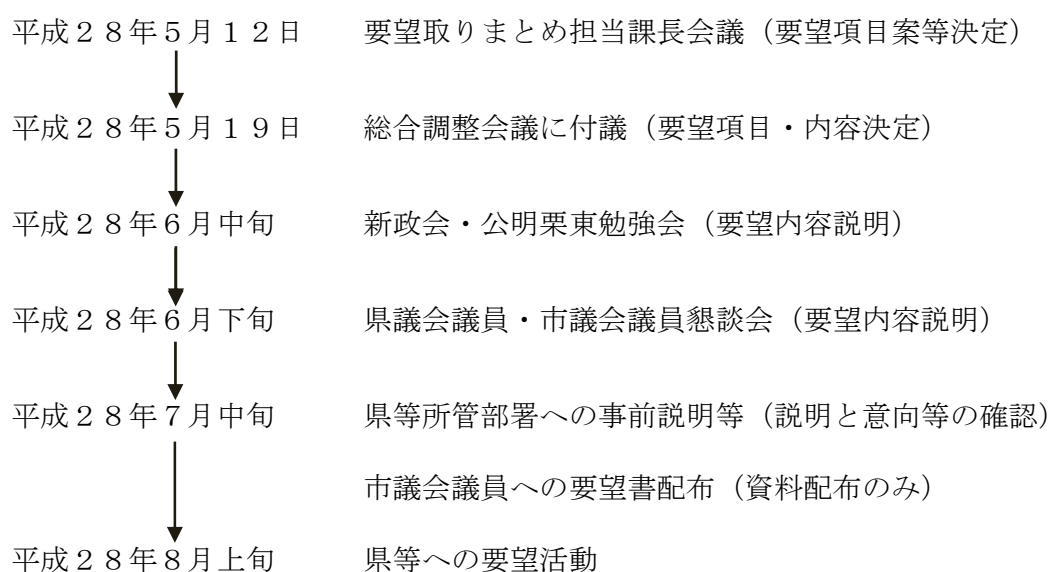 平成２８年５月１２日　　要望取りまとめ担当課長会議（要望項目案等決定）
平成２８年５月１９日　　総合調整会議に付議（要望項目・内容決定）
平成２８年６月中旬　　　新政会・公明栗東勉強会（要望内容説明）
平成２８年６月下旬　　　県議会議員・市議会議員懇談会（要望内容説明）
平成２８年７月中旬　　　県等所管部署への事前説明等（説明と意向等の確認）
市議会議員への要望書配布（資料配布のみ）
平成２８年８月上旬　　　県等への要望活動